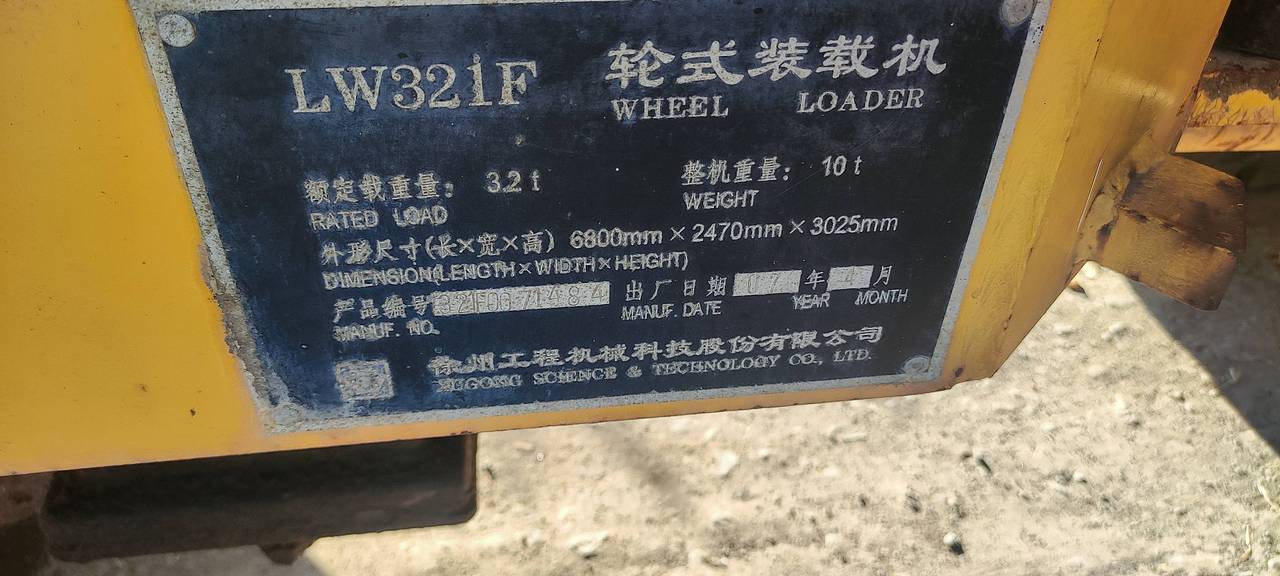 LW321F 轮式装载机
WHEEL LOADER
额定载重量: 3.2 t 整机重量: 10 t
RATED LOAD WEIGHT
外形尺寸(长×宽×高) 6800mm×2470mm×3025mm
DIMENSION(LENGTH×WIDTH×HEIGHT)
产品编号 出厂日期 07 年 4 月
MANUF. NO. MANUF. DATE YEAR MONTH
徐州工程机械科技股份有限公司
XUGONG SCIENCE & TECHNOLOGY CO., LTD.